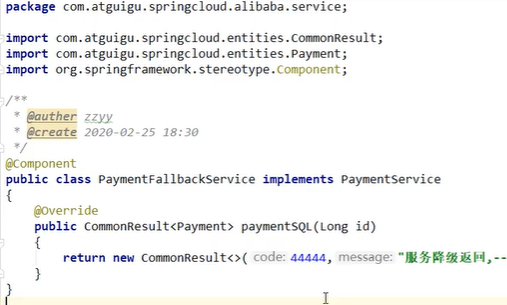 package com.atguigu.springcloud.alibaba.service;
import com.atguigu.springcloud.entities.CommonResult;
import com.atguigu.springcloud.entities.Payment;
import org.springframework.stereotype.Component;
/**
 * @auther zzyy
 * @create 2020-02-25 18:30
 */
@Component
public class PaymentFallbackService implements PaymentService
{
    @Override
    public CommonResult<Payment> paymentSQL(Long id)
    {
        return new CommonResult<>( code: 44444, message: "服务降级返回,--
    }
}